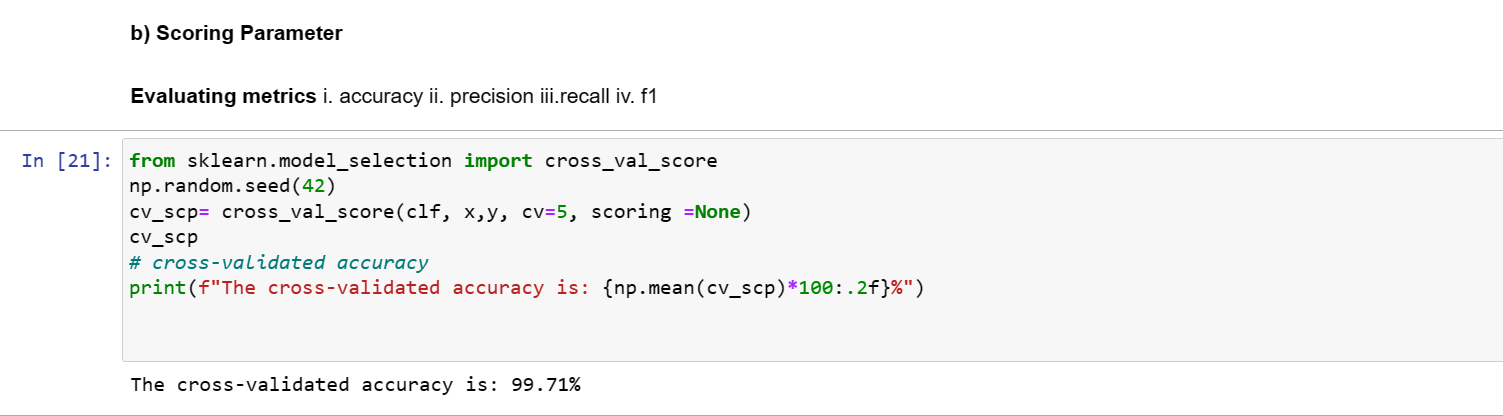 b) Scoring Parameter
Evaluating metrics i. accuracy ii. precision iii.recall iv. f1
In [21]: from sklearn.model_selection import cross_val_score
np.random.seed(42)
cv_scp= cross_val_score(clf, x,y, cv=5, scoring =None)
cv_scp
# cross-validated accuracy
print(f"The cross-validated accuracy is: {np.mean(cv_scp)*100:.2f}%")
The cross-validated accuracy is: 99.71%